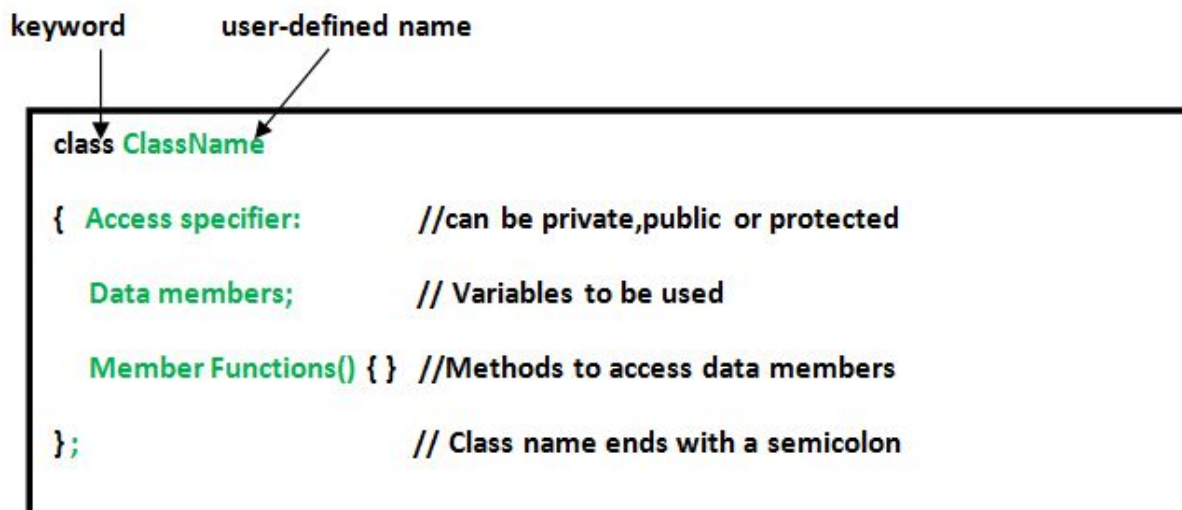 keyword user-defined name
class ClassName
{ Access specifier: //can be private,public or protected
Data members; // Variables to be used
Member Functions() { } //Methods to access data members
} ; // Class name ends with a semicolon